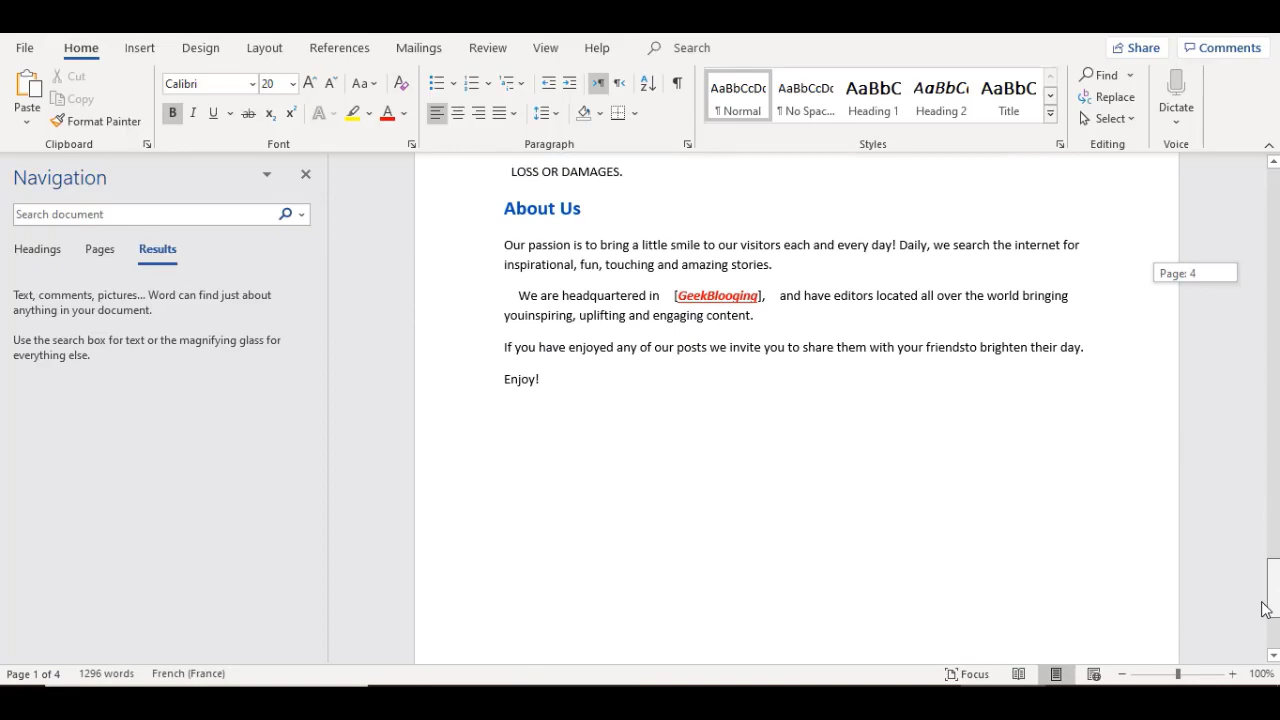 File Home Insert Design Layout References Mailings Review View Help Search Share Comments
Paste Cut Copy Format Painter
Clipboard
Calibri 20 Aa
B I U ab x₂ x² A A
Font
Paragraph
AaBbCcDc AaBbCcDc AaBbC AaBbC AaBbC
¶ Normal ¶ No Spac... Heading 1 Heading 2 Title
Styles
Find
Replace
Select
Editing
Dictate
Voice
Navigation
Search document
Headings Pages Results
Text, comments, pictures... Word can find just about
anything in your document.
Use the search box for text or the magnifying glass for
everything else.
LOSS OR DAMAGES.
About Us
Our passion is to bring a little smile to our visitors each and every day! Daily, we search the internet for
inspirational, fun, touching and amazing stories.
We are headquartered in [GeekBlooging], and have editors located all over the world bringing
youinspiring, uplifting and engaging content.
If you have enjoyed any of our posts we invite you to share them with your friendsto brighten their day.
Enjoy!
Page: 4
Page 1 of 4 1296 words French (France) Focus 100%